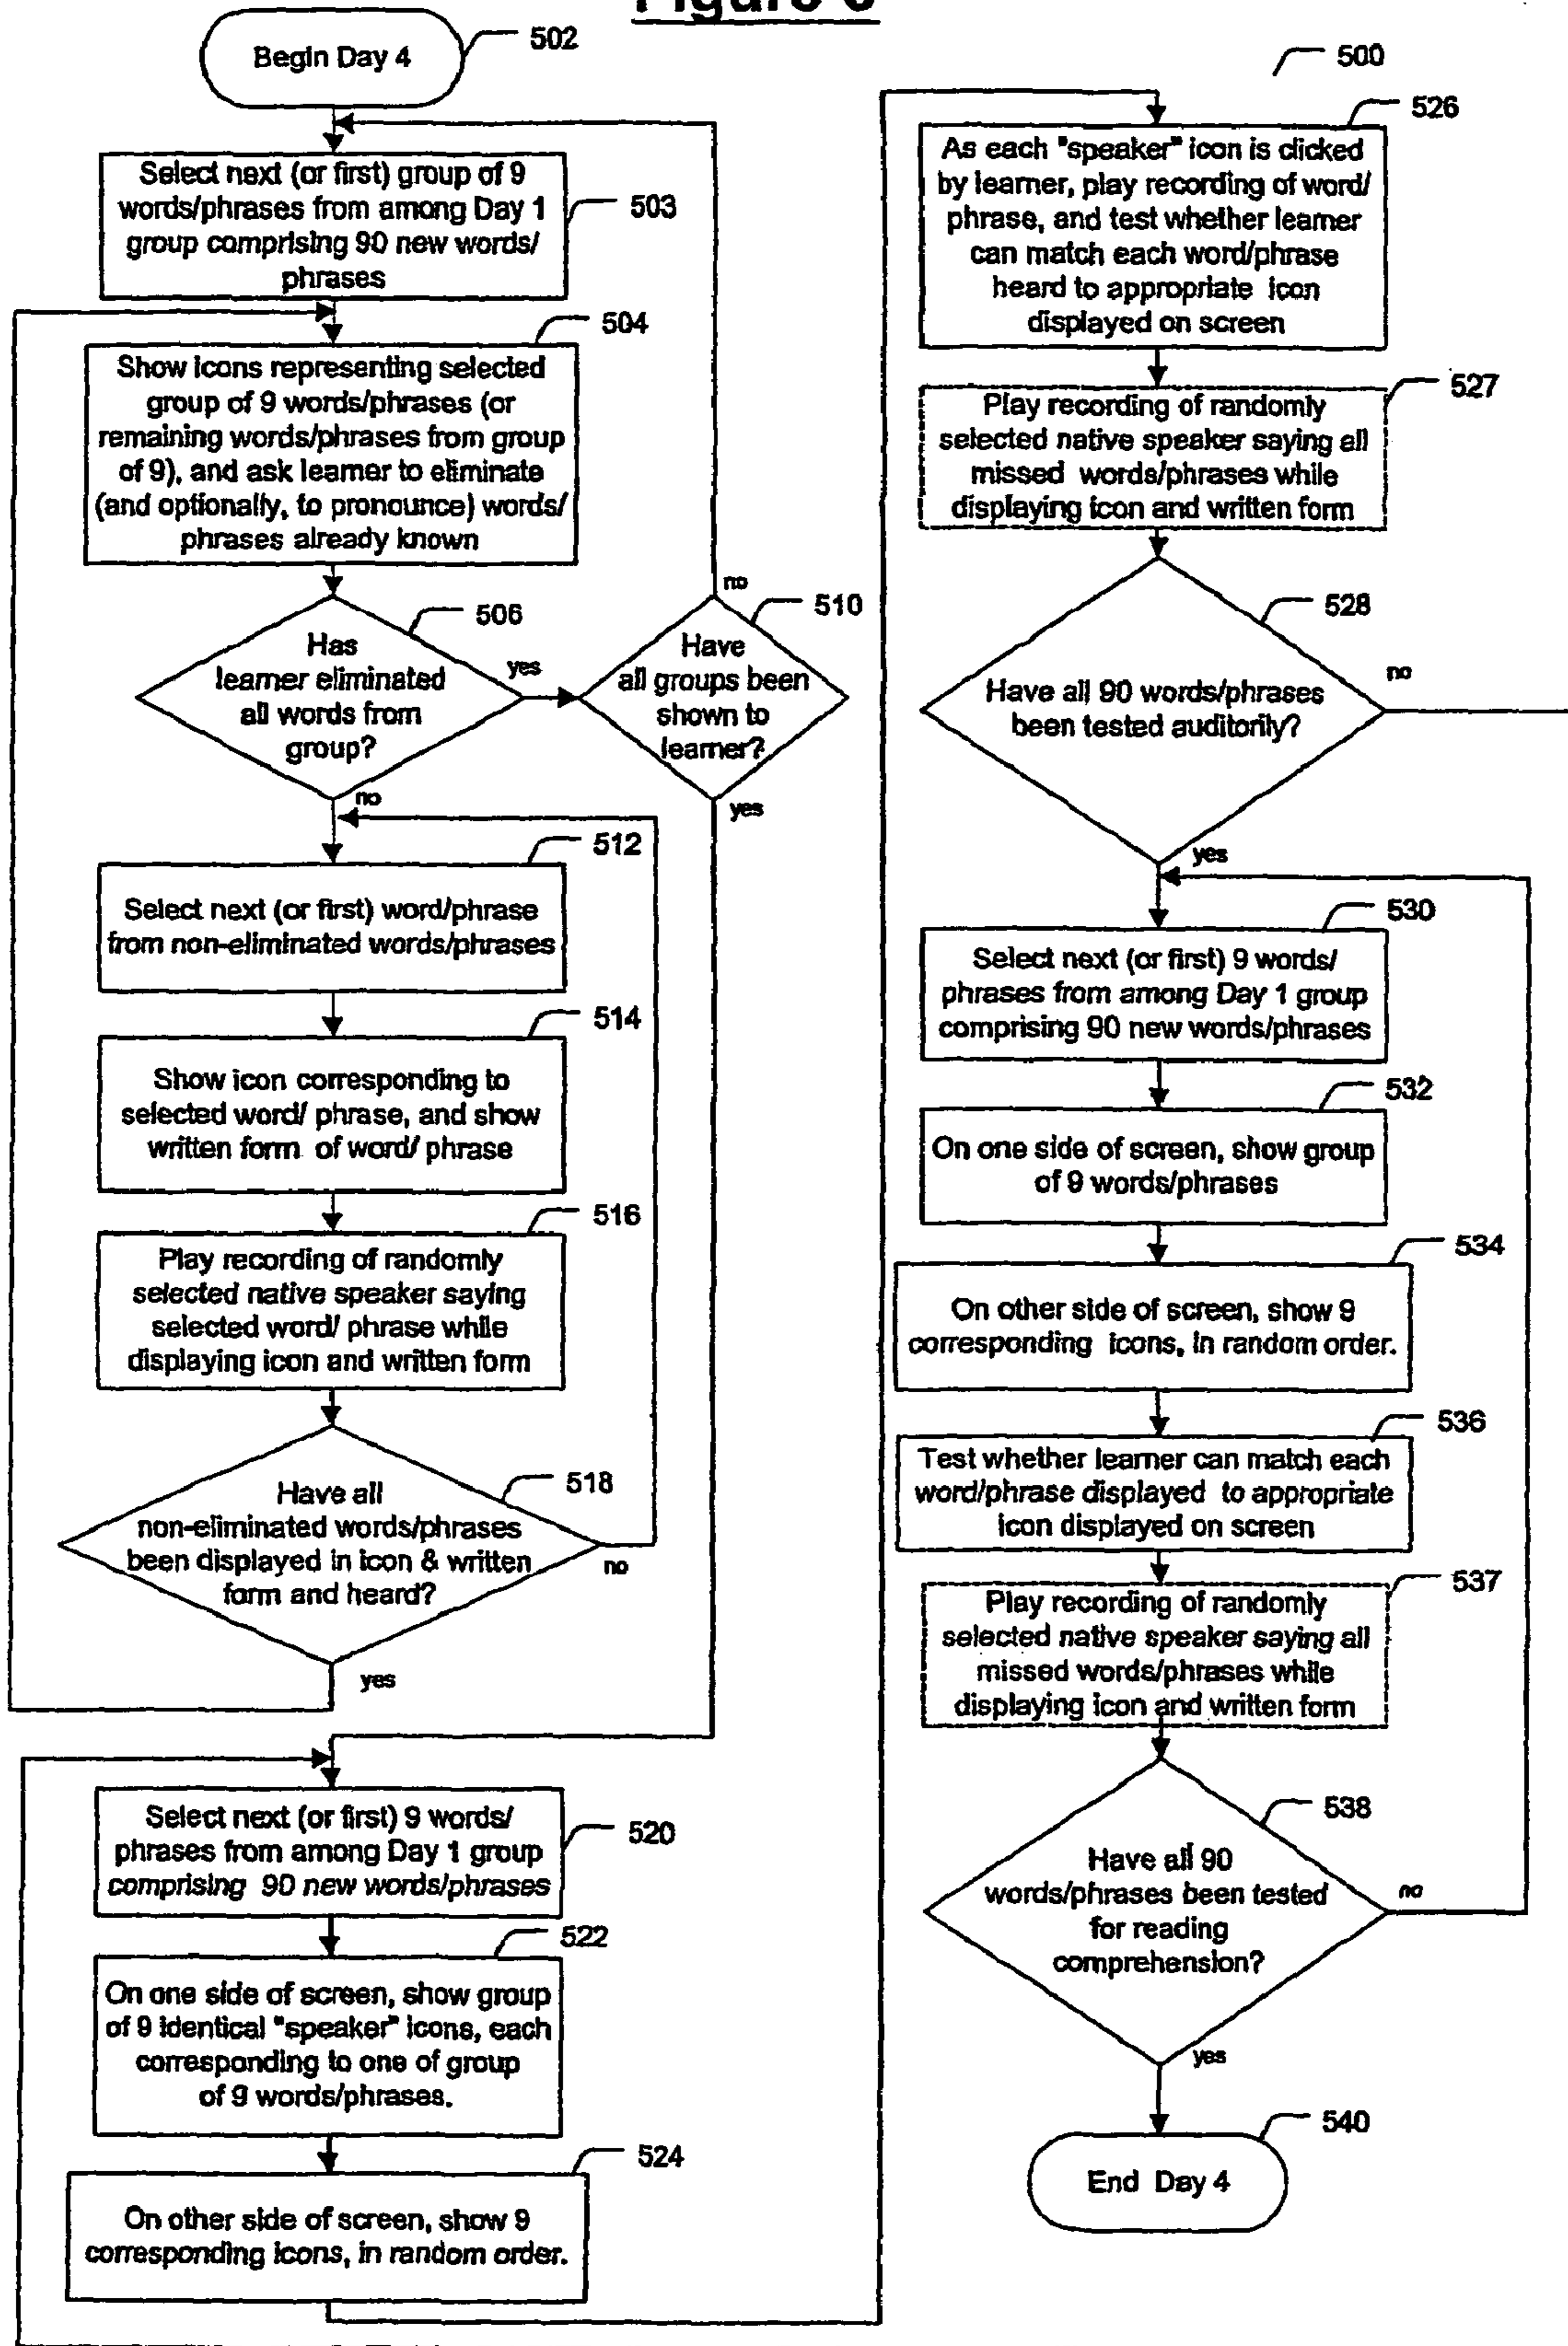 Begin Day 4
502
Select next (or first) group of 9
words/phrases from among Day 1
group comprising 90 new words/
phrases
503
504
Show icons representing selected
group of 9 words/phrases (or
remaining words/phrases from group
of 9), and ask learner to eliminate
(and optionally, to pronounce) words/
phrases already known
506
Has
learner eliminated
all words from
group?
yes
no
510
Have
all groups been
shown to
learner?
no
yes
512
Select next (or first) word/phrase
from non-eliminated words/phrases
514
Show icon corresponding to
selected word/ phrase, and show
written form of word/ phrase
516
Play recording of randomly
selected native speaker saying
selected word/ phrase while
displaying icon and written form
518
Have all
non-eliminated words/phrases
been displayed in icon & written
form and heard?
no
yes
520
Select next (or first) 9 words/
phrases from among Day 1 group
comprising 90 new words/phrases
522
On one side of screen, show group
of 9 identical "speaker" icons, each
corresponding to one of group
of 9 words/phrases.
524
On other side of screen, show 9
corresponding icons, in random order.
500
526
As each "speaker" icon is clicked
by learner, play recording of word/
phrase, and test whether learner
can match each word/phrase
heard to appropriate icon
displayed on screen
527
Play recording of randomly
selected native speaker saying all
missed words/phrases while
displaying icon and written form
528
Have all 90 words/phrases
been tested auditorily?
no
yes
530
Select next (or first) 9 words/
phrases from among Day 1 group
comprising 90 new words/phrases
532
On one side of screen, show group
of 9 words/phrases
534
On other side of screen, show 9
corresponding icons, in random order.
536
Test whether learner can match each
word/phrase displayed to appropriate
icon displayed on screen
537
Play recording of randomly
selected native speaker saying all
missed words/phrases while
displaying icon and written form
538
Have all 90
words/phrases been tested
for reading
comprehension?
no
yes
540
End Day 4